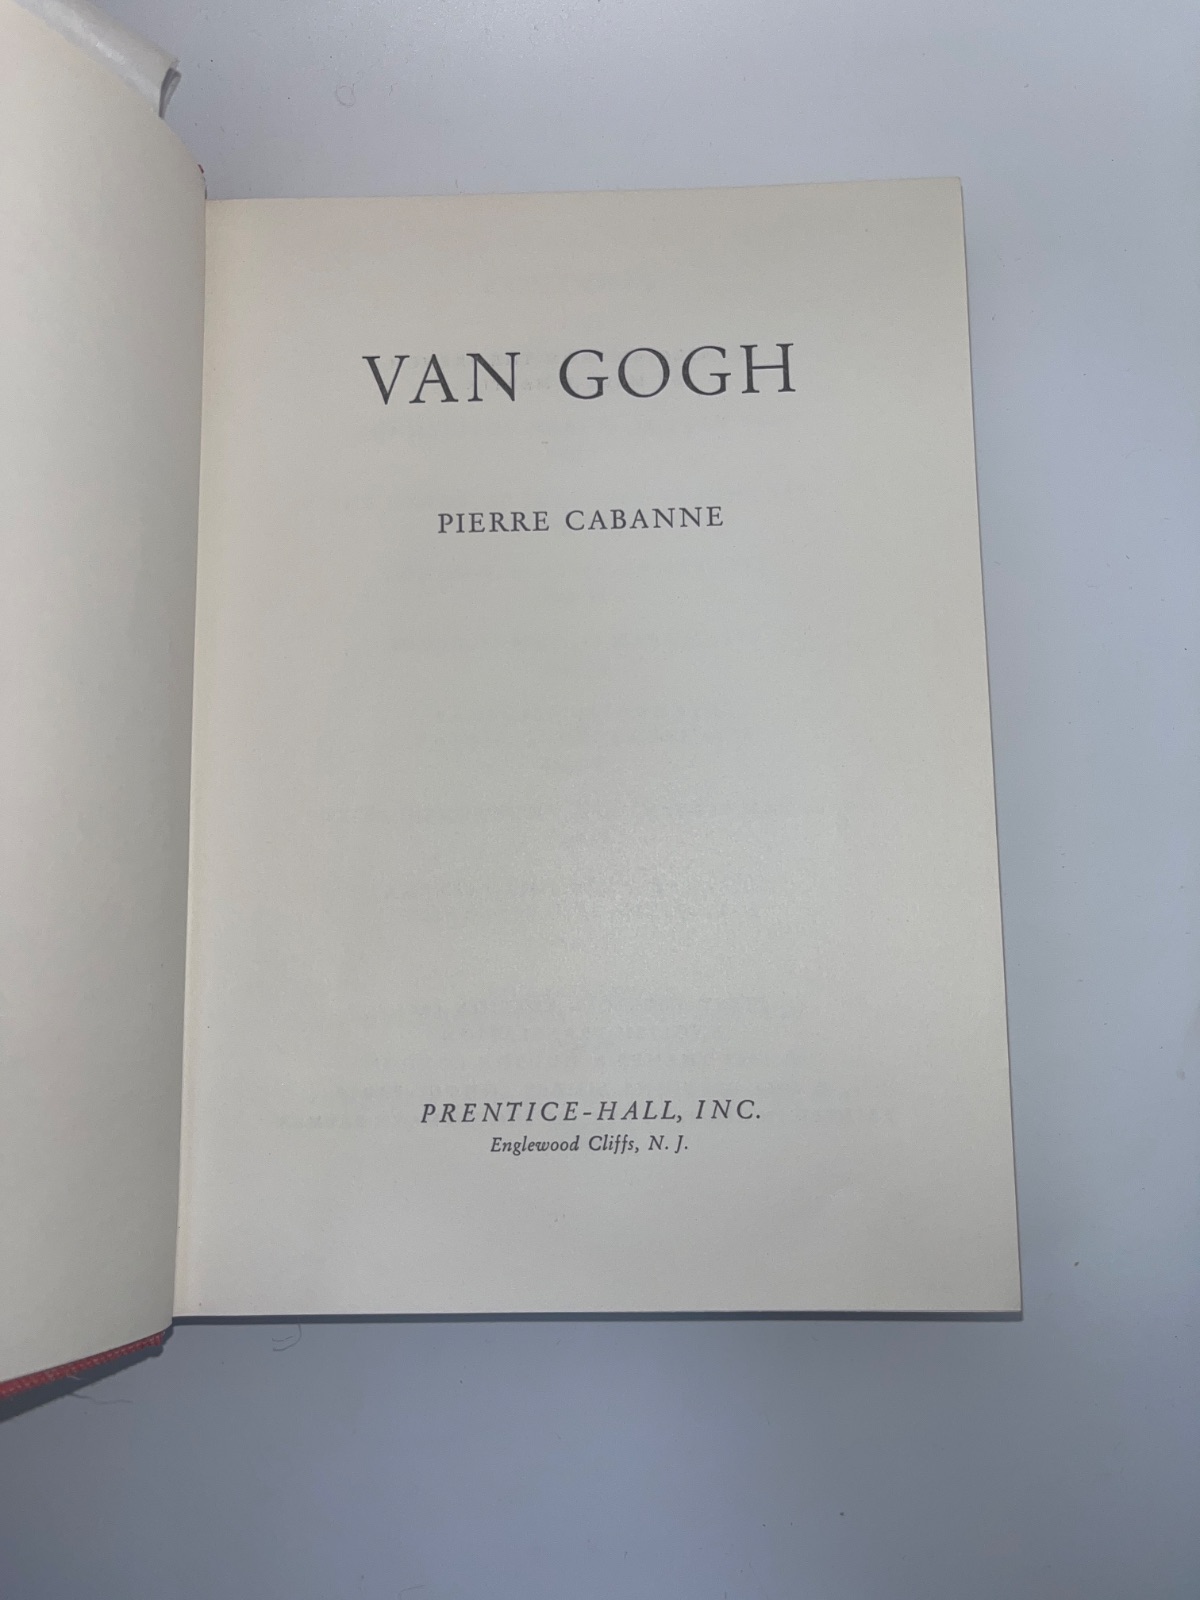 VAN GOGH
PIERRE CABANNE
PRENTICE-HALL, INC.
Englewood Cliffs, N. J.